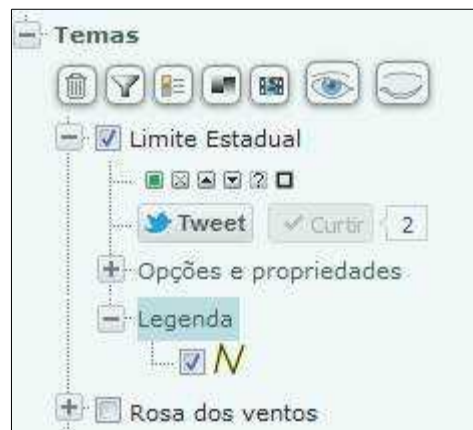 Temas
Limite Estadual
?
Tweet Curtir 2
Opções e propriedades
Legenda
Rosa dos ventos